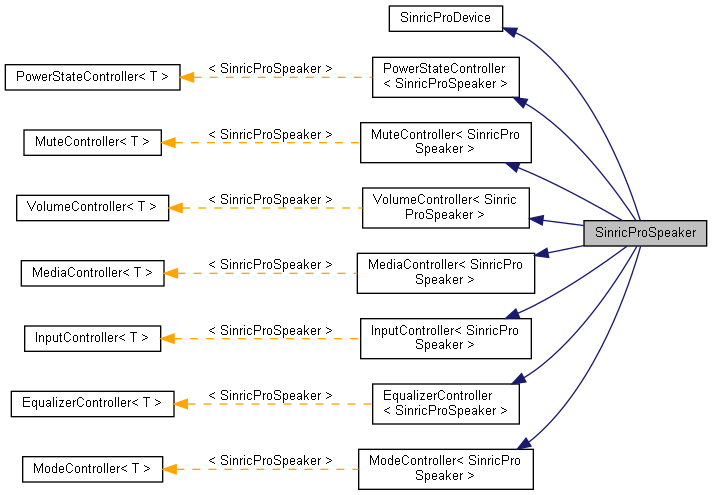 SinricProDevice
PowerStateController< T >
< SinricProSpeaker >
PowerStateController
< SinricProSpeaker >
MuteController< T >
< SinricProSpeaker >
MuteController< SinricPro
Speaker >
VolumeController< T >
< SinricProSpeaker >
VolumeController< Sinric
ProSpeaker >
SinricProSpeaker
MediaController< T >
< SinricProSpeaker >
MediaController< SinricPro
Speaker >
InputController< T >
< SinricProSpeaker >
InputController< SinricPro
Speaker >
EqualizerController< T >
< SinricProSpeaker >
EqualizerController
< SinricProSpeaker >
ModeController< T >
< SinricProSpeaker >
ModeController< SinricPro
Speaker >